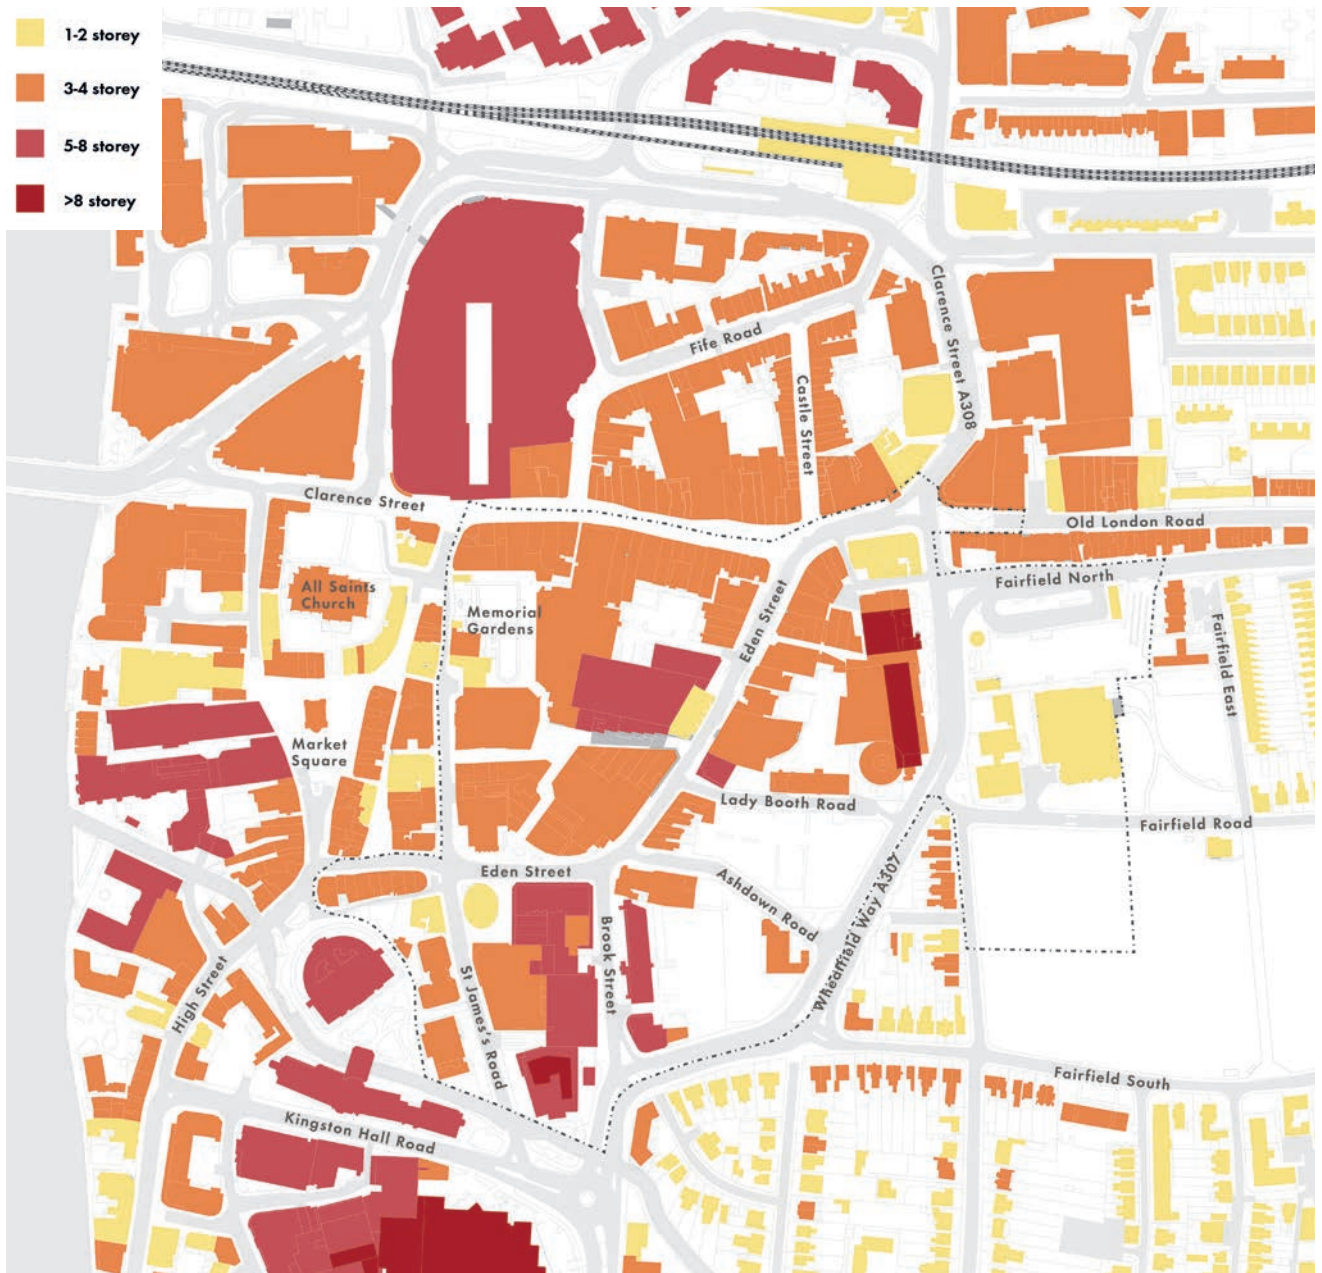 1-2 storey
3-4 storey
5-8 storey
>8 storey
Clarence Street A308
Fife Road
Castle Street
Clarence Street
Old London Road
Fairfield North
All Saints
Church
Memorial
Gardens
Eden Street
Fairfield East
Market
Square
Lady Booth Road
Fairfield Road
Eden Street
Ashdown Road
Wheatfield Way A307
Brook Street
High Street
St James's Road
Fairfield South
Kingston Hall Road